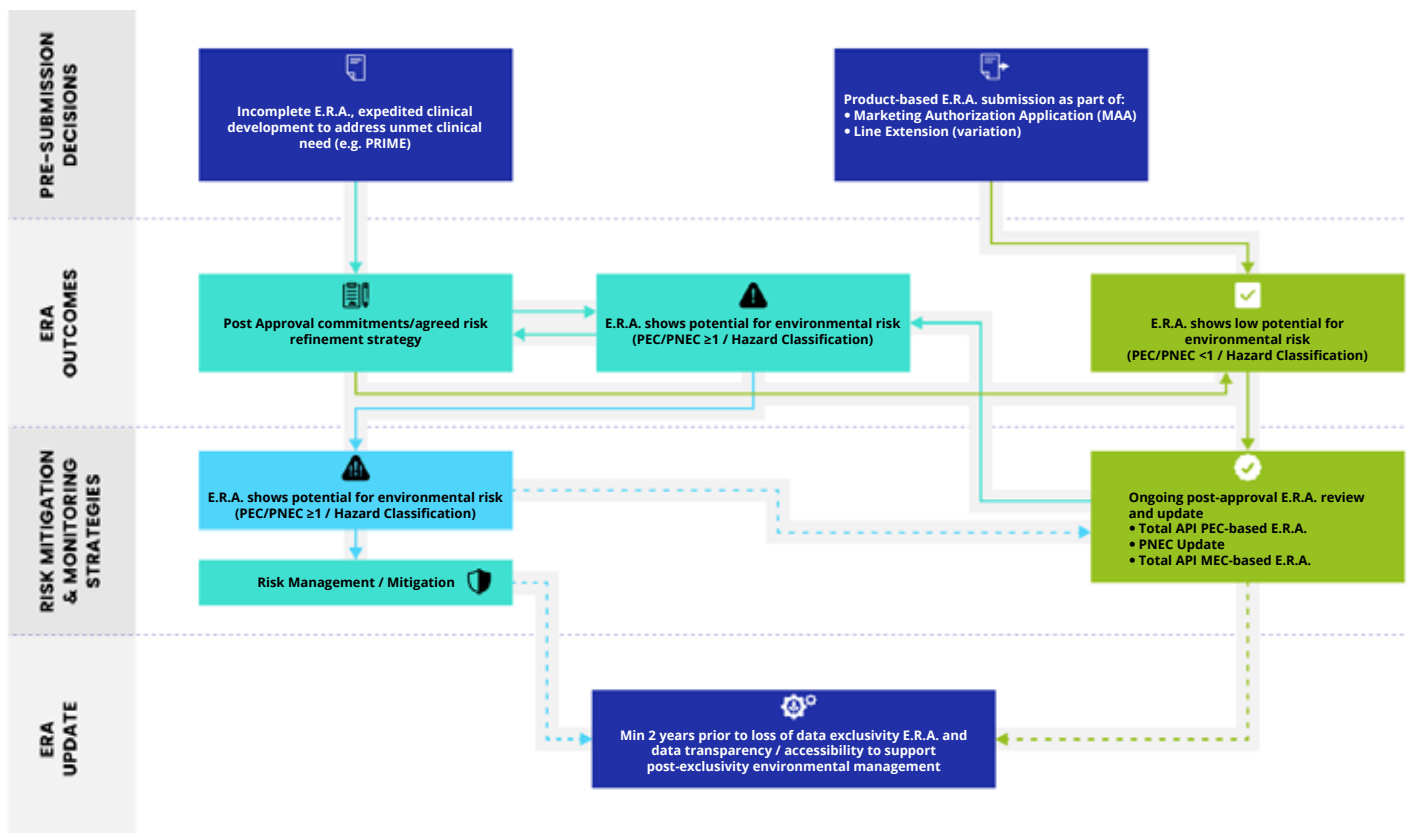 PRE-SUBMISSION
DECISIONS
Incomplete E.R.A., expedited clinical
development to address unmet clinical
need (e.g. PRIME)
Product-based E.R.A. submission as part of:
• Marketing Authorization Application (MAA)
• Line Extension (variation)
ERA
OUTCOMES
Post Approval commitments/agreed risk
refinement strategy
E.R.A. shows potential for environmental risk
(PEC/PNEC ≥1 / Hazard Classification)
E.R.A. shows low potential for
environmental risk
(PEC/PNEC <1 / Hazard Classification)
RISK MITIGATION
& MONITORING
STRATEGIES
E.R.A. shows potential for environmental risk
(PEC/PNEC ≥1 / Hazard Classification)
Risk Management / Mitigation
Ongoing post-approval E.R.A. review
and update
• Total API PEC-based E.R.A.
• PNEC Update
• Total API MEC-based E.R.A.
ERA
UPDATE
Min 2 years prior to loss of data exclusivity E.R.A. and
data transparency / accessibility to support
post-exclusivity environmental management